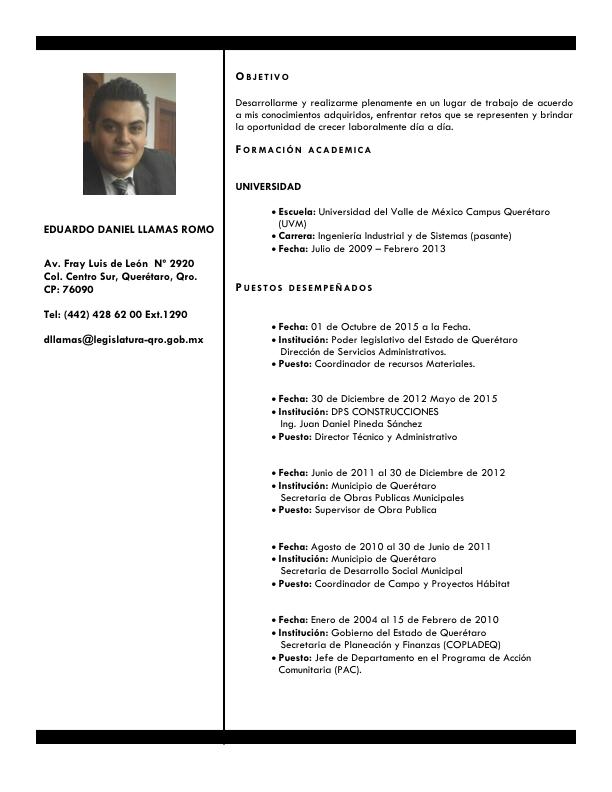 EDUARDO DANIEL LLAMAS ROMO
Av. Fray Luis de León N° 2920
Col. Centro Sur, Querétaro, Qro.
CP: 76090
Tel: (442) 428 62 00 Ext.1290
dllamas@legislatura-qro.gob.mx
OBJETIVO
Desarrollarme y realizarme plenamente en un lugar de trabajo de acuerdo
a mis conocimientos adquiridos, enfrentar retos que se representen y brindar
la oportunidad de crecer laboralmente día a día.
FORMACIÓN ACADEMICA
UNIVERSIDAD
• Escuela: Universidad del Valle de México Campus Querétaro
(UVM)
• Carrera: Ingeniería Industrial y de Sistemas (pasante)
• Fecha: Julio de 2009 – Febrero 2013
PUESTOS DESEMPEÑADOS
• Fecha: 01 de Octubre de 2015 a la Fecha.
• Institución: Poder legislativo del Estado de Querétaro
Dirección de Servicios Administrativos.
• Puesto: Coordinador de recursos Materiales.
• Fecha: 30 de Diciembre de 2012 Mayo de 2015
• Institución: DPS CONSTRUCCIONES
Ing. Juan Daniel Pineda Sánchez
• Puesto: Director Técnico y Administrativo
• Fecha: Junio de 2011 al 30 de Diciembre de 2012
• Institución: Municipio de Querétaro
Secretaria de Obras Publicas Municipales
• Puesto: Supervisor de Obra Publica
• Fecha: Agosto de 2010 al 30 de Junio de 2011
• Institución: Municipio de Querétaro
Secretaria de Desarrollo Social Municipal
• Puesto: Coordinador de Campo y Proyectos Hábitat
• Fecha: Enero de 2004 al 15 de Febrero de 2010
• Institución: Gobierno del Estado de Querétaro
Secretaria de Planeación y Finanzas (COPLADEQ)
• Puesto: Jefe de Departamento en el Programa de Acción
Comunitaria (PAC).